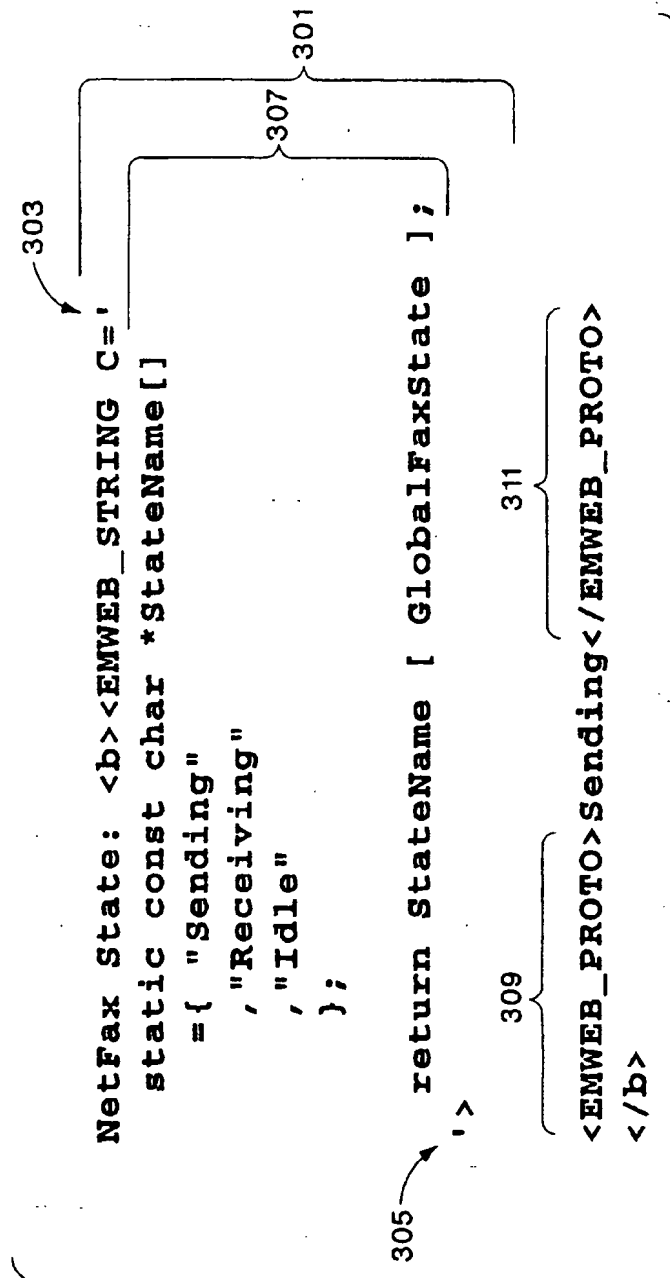 303
NetFax State: <b><EMWEB_STRING C='
static const char *StateName[]
={ "Sending"
, "Receiving"
, "Idle"
};
307
301
return StateName [ GlobalFaxState ];
'>
305
309
311
<EMWEB_PROTO>Sending</EMWEB_PROTO>
</b>